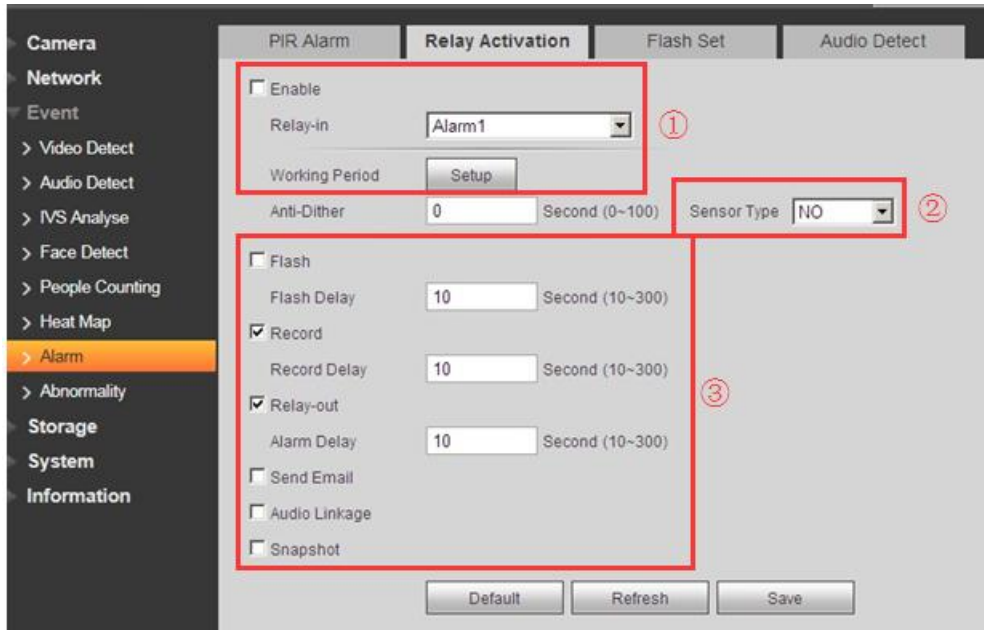 Camera
Network
Event
> Video Detect
> Audio Detect
> IVS Analyse
> Face Detect
> People Counting
> Heat Map
> Alarm
> Abnormality
Storage
System
Information
PIR Alarm Relay Activation Flash Set Audio Detect
Enable
Relay-in Alarm1 ①
Working Period Setup
Anti-Dither 0 Second (0~100) Sensor Type NO ②
Flash
Flash Delay 10 Second (10~300)
Record
Record Delay 10 Second (10~300)
③
Relay-out
Alarm Delay 10 Second (10~300)
Send Email
Audio Linkage
Snapshot
Default Refresh Save